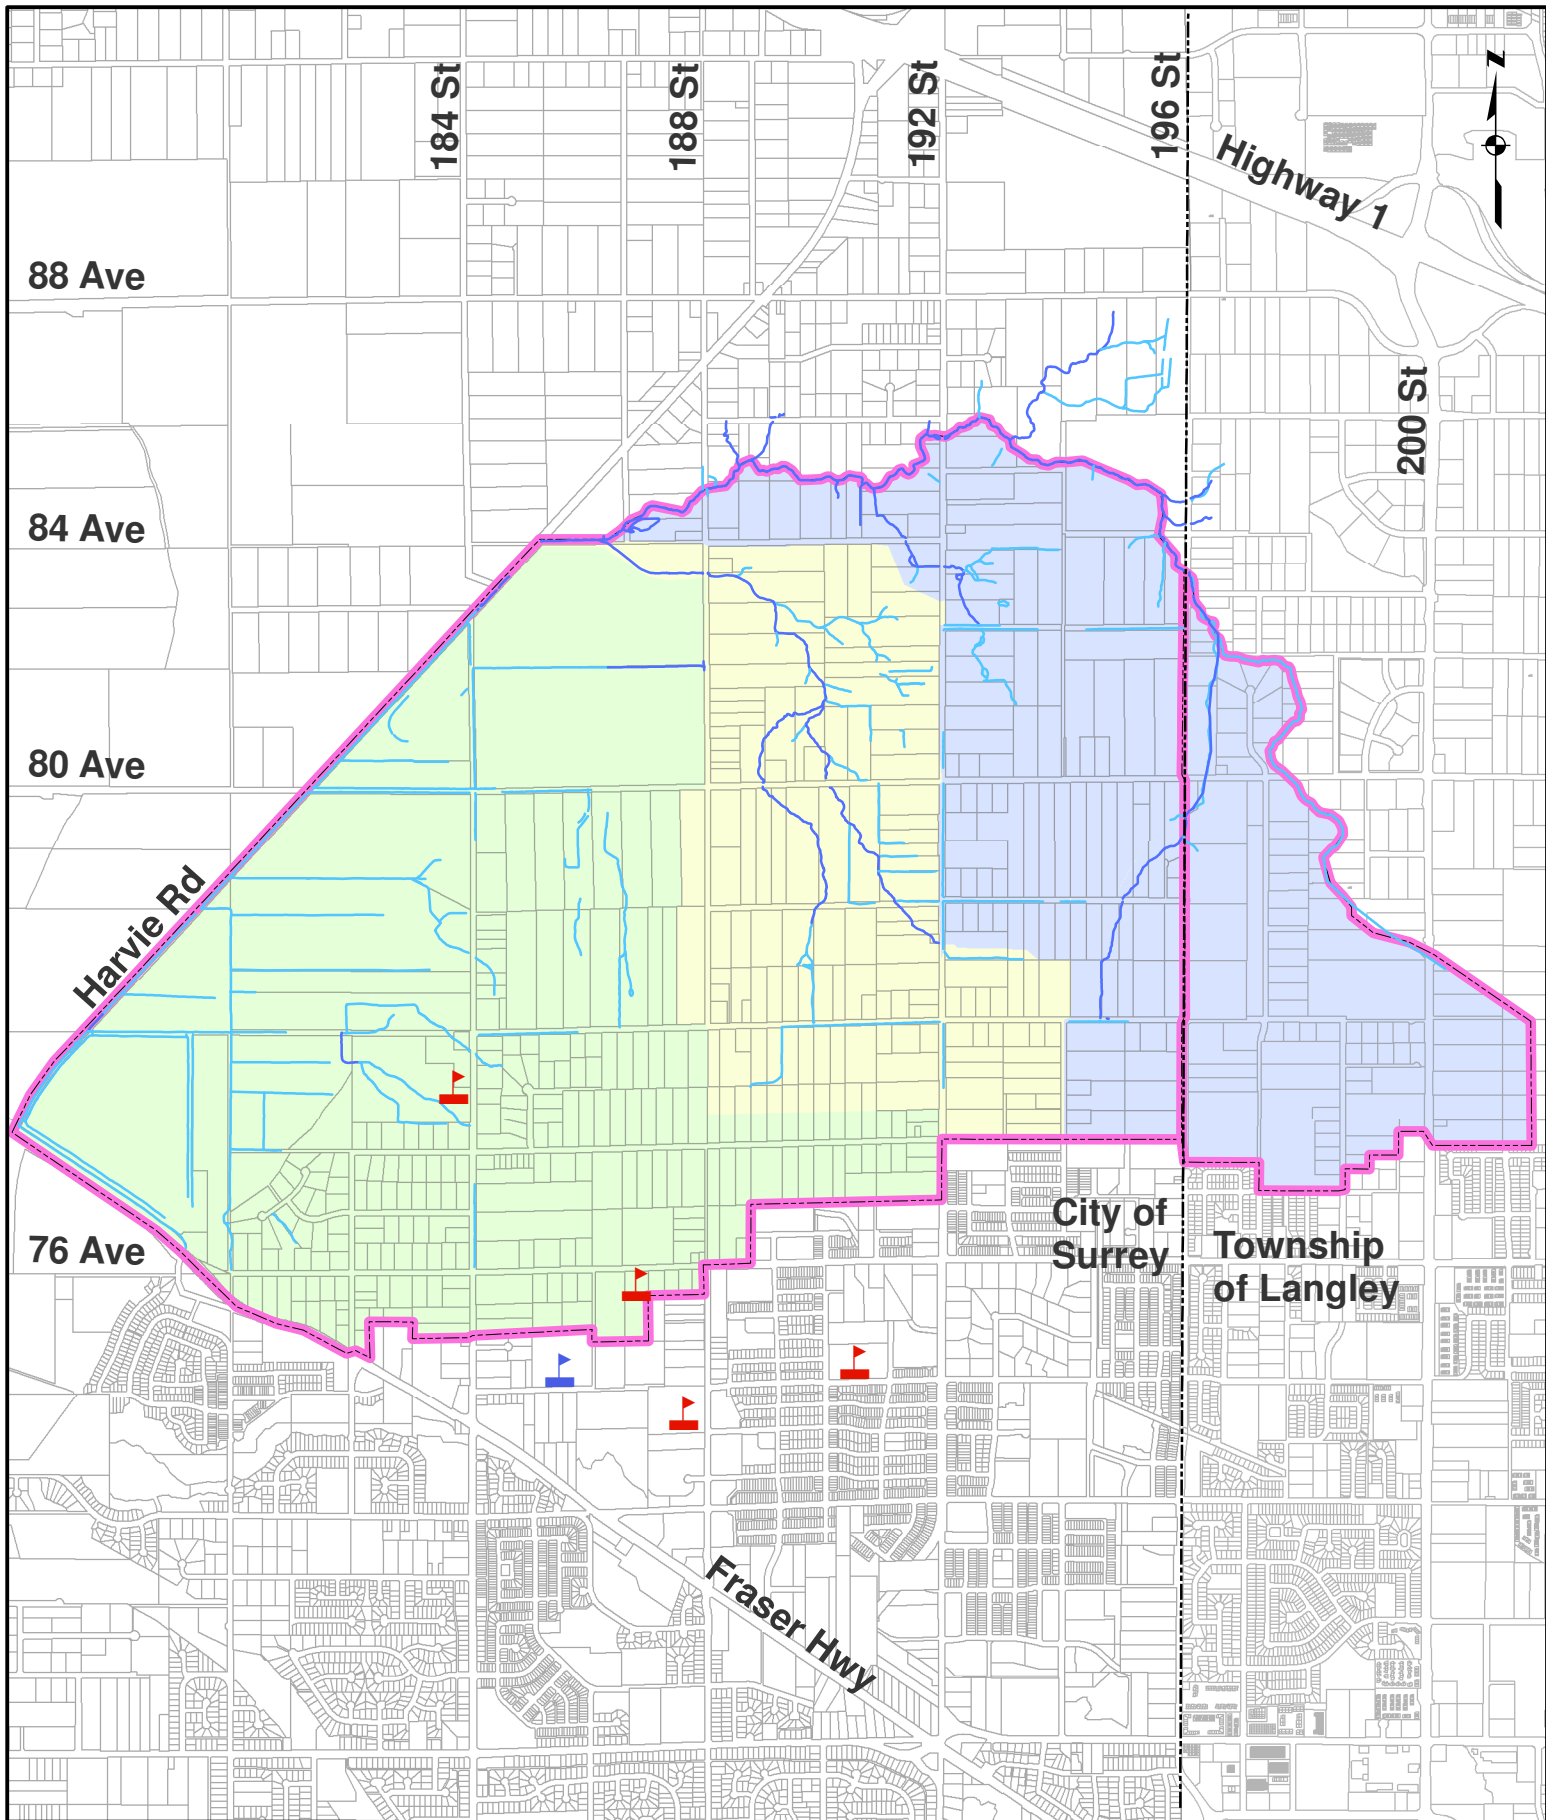 184 St
188 St
192 St
196 St
N
Highway 1
88 Ave
200 St
84 Ave
80 Ave
Harvie Rd
76 Ave
City of
Surrey
Township
of Langley
Fraser Hwy